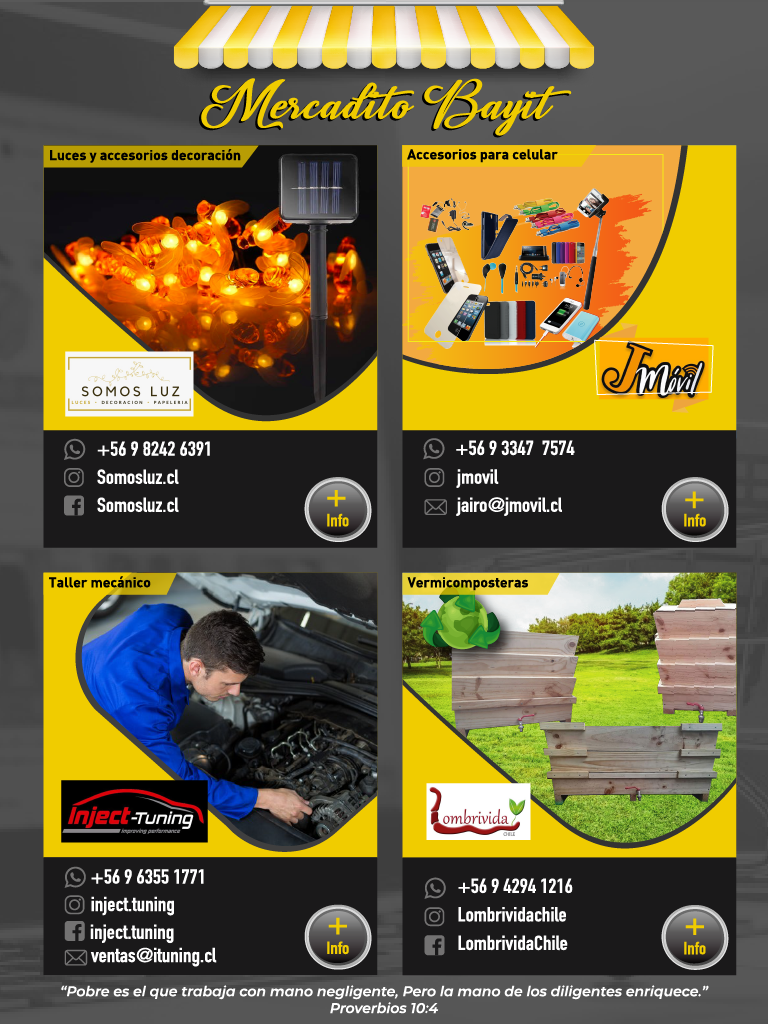 Mercadito Bayit
Luces y accesorios decoración
SOMOS LUZ
LUCES - DECORACION - PAPELERIA
+56 9 8242 6391
Somosluz.cl
Somosluz.cl
+
Info
Accesorios para celular
Jmóvil
+56 9 3347 7574
jmovil
jairo@jmovil.cl
+
Info
Taller mecánico
Inject-Tuning
improving performance
+56 9 6355 1771
inject.tuning
inject.tuning
ventas@ituning.cl
+
Info
Vermicomposteras
Lombrivida
CHILE
+56 9 4294 1216
Lombrividachile
LombrividaChile
+
Info
“Pobre es el que trabaja con mano negligente, Pero la mano de los diligentes enriquece.”
Proverbios 10:4